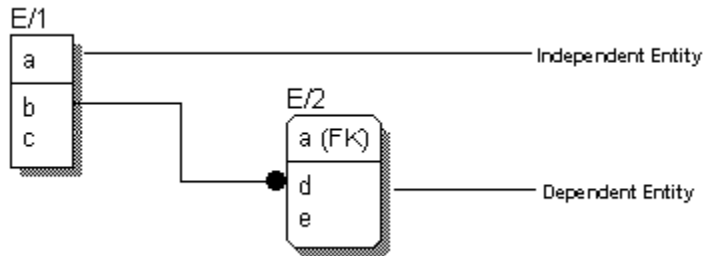 E/1
a
Independent Entity
b
c
E/2
a (FK)
d
Dependent Entity
e